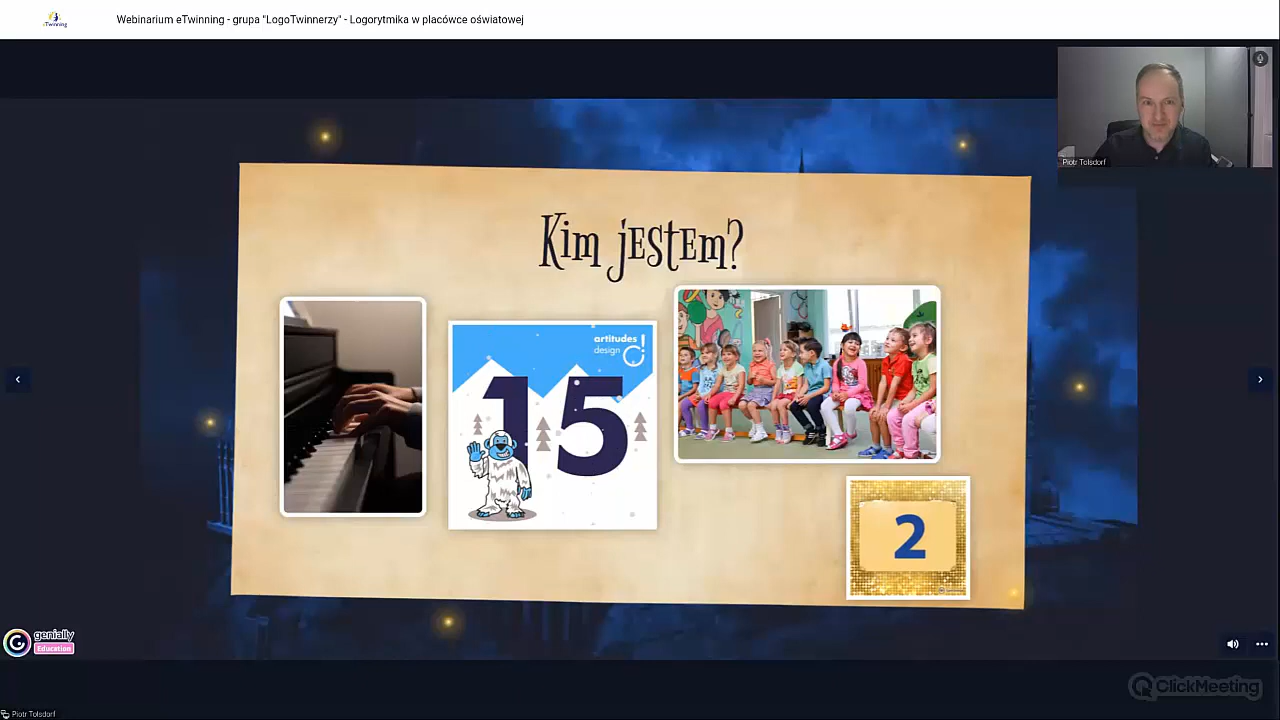 eTwinning
Webinarium eTwinning - grupa "LogoTwinnerzy" - Logorytmika w placówce oświatowej
Piotr Tolsdorf
Kim jestem?
artitudes
design
15
2
genially
Education
ClickMeeting
Piotr Tolsdorf